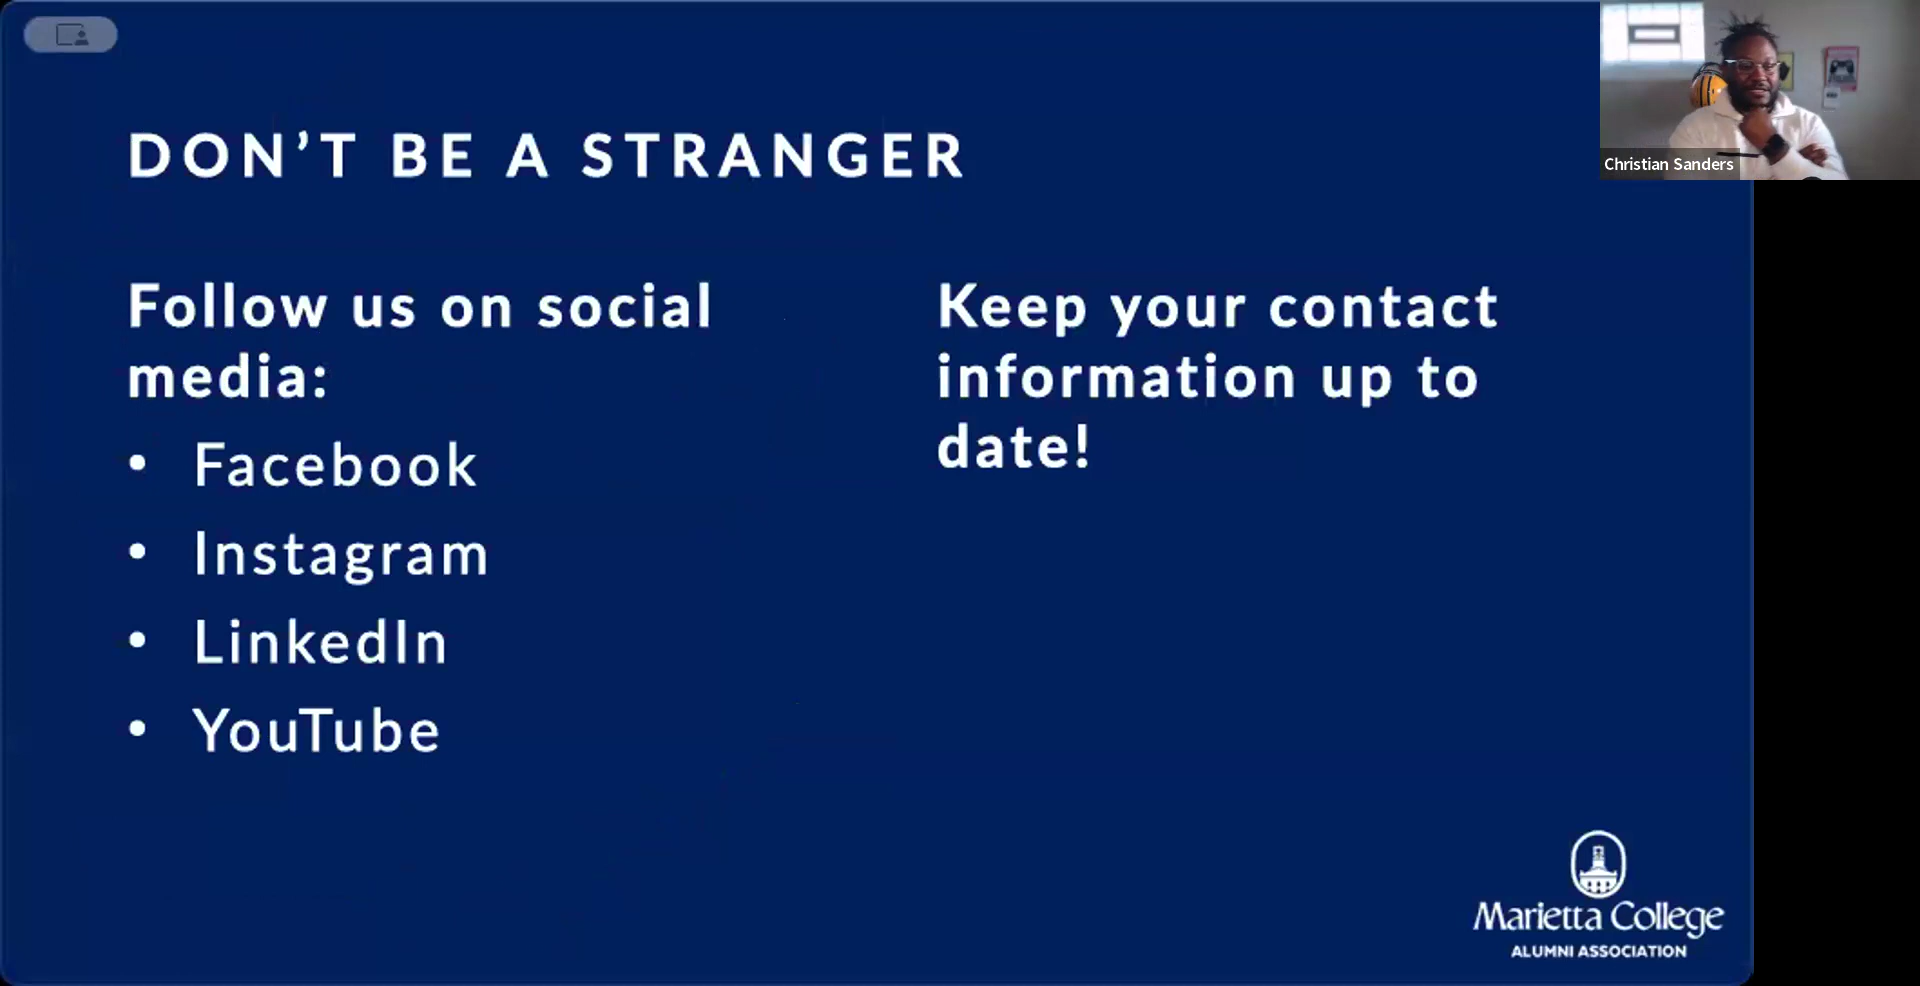 DON’T BE A STRANGER
Follow us on social
media:
• Facebook
• Instagram
• LinkedIn
• YouTube
Keep your contact
information up to
date!
Christian Sanders
Marietta College
ALUMNI ASSOCIATION